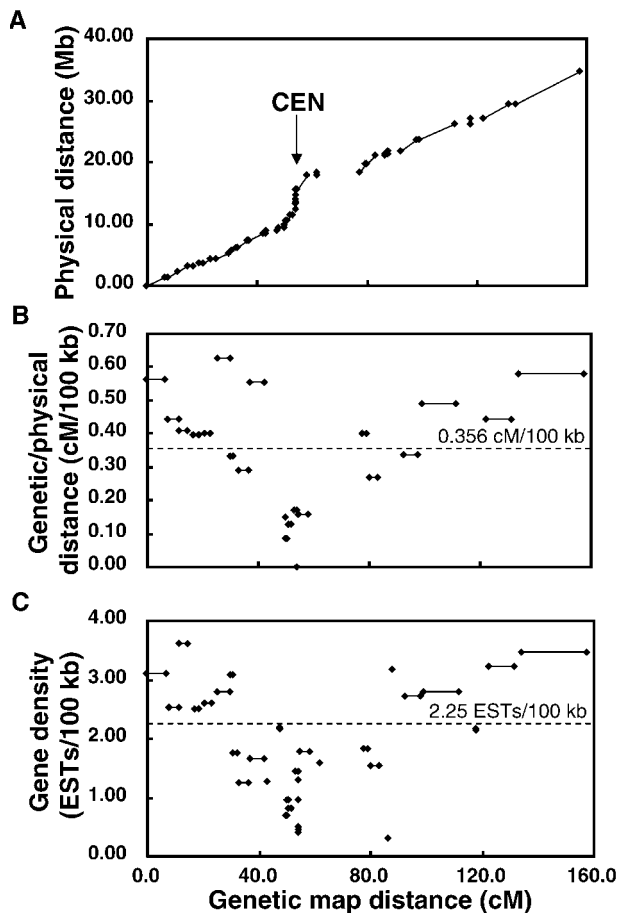 A
Physical distance (Mb)
40.00
30.00
20.00
10.00
0.00
CEN
B
Genetic/physical
distance (cM/100 kb)
0.70
0.60
0.50
0.40
0.30
0.20
0.10
0.00
0.356 cM/100 kb
C
Gene density
(ESTs/100 kb)
4.00
3.00
2.00
1.00
0.00
2.25 ESTs/100 kb
0.0 40.0 80.0 120.0 160.0
Genetic map distance (cM)